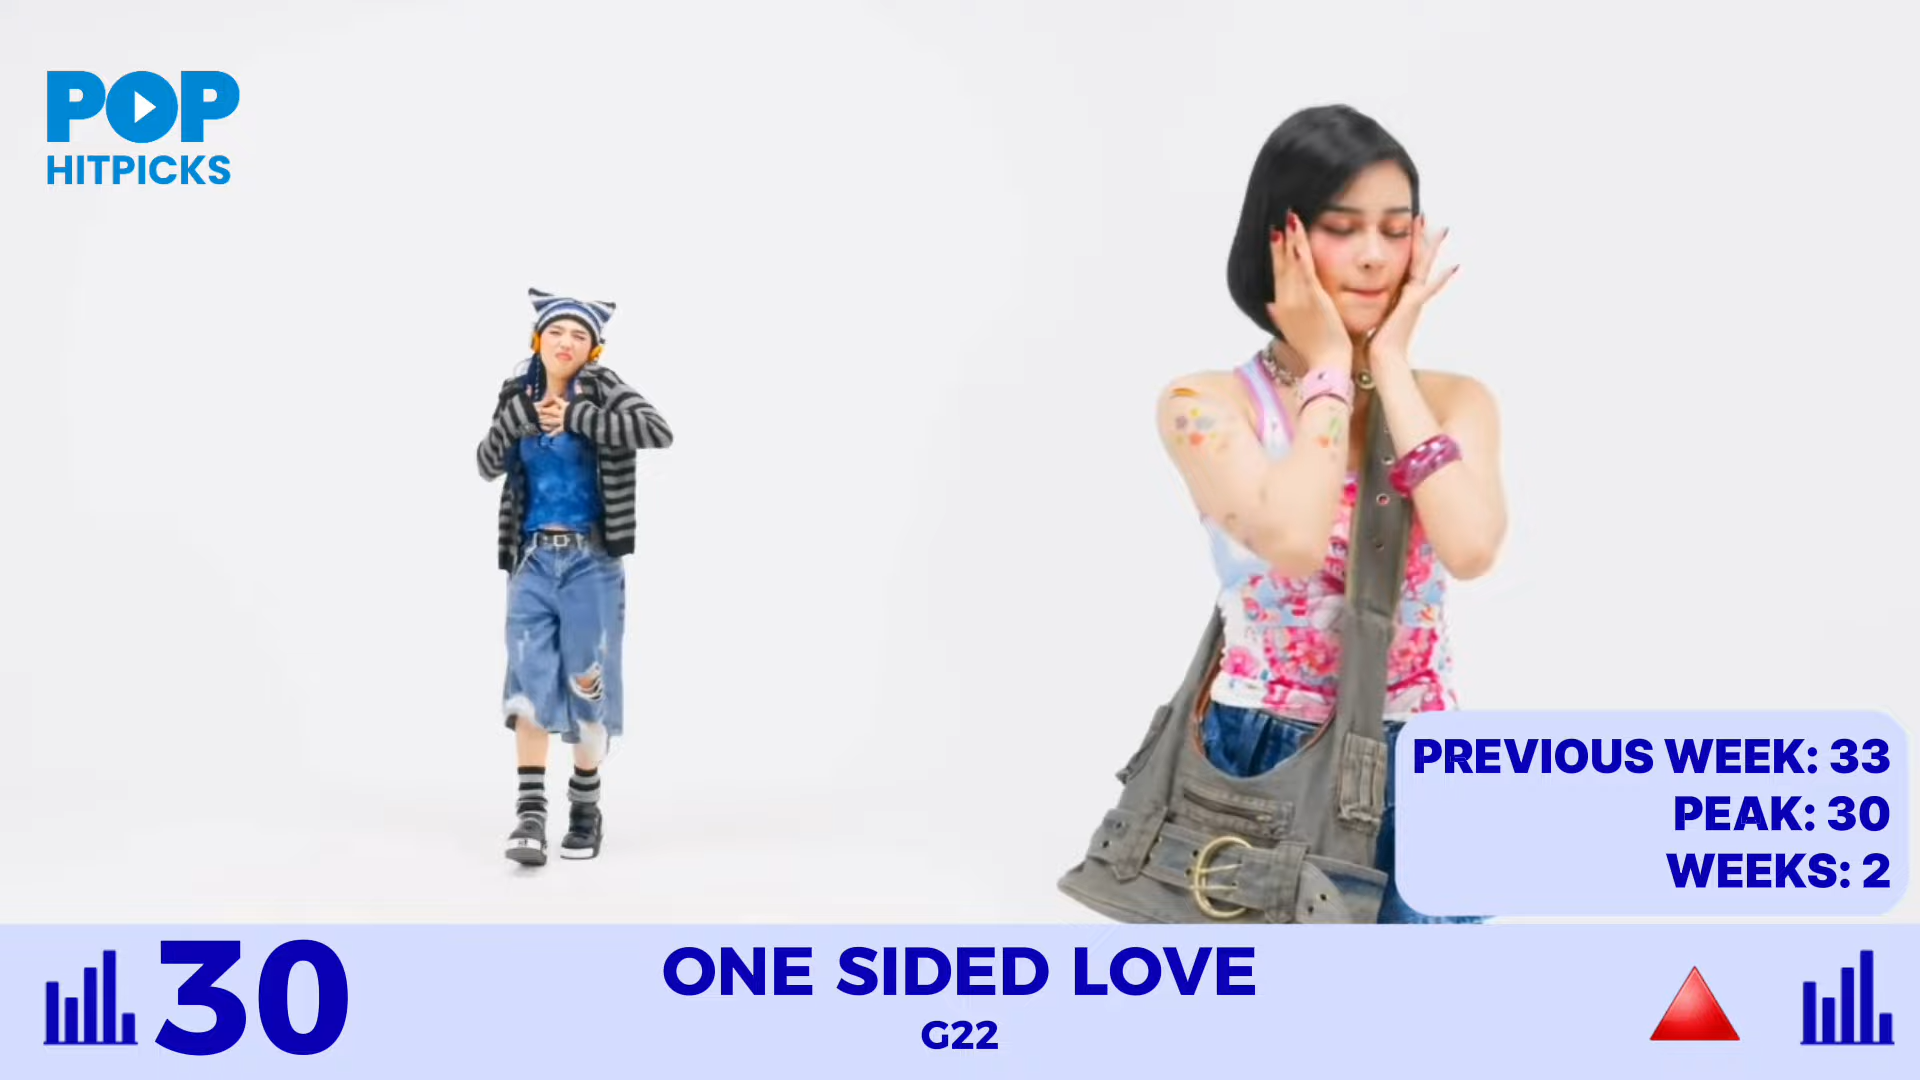 POP
HITPICKS
PREVIOUS WEEK: 33
PEAK: 30
WEEKS: 2
30
ONE SIDED LOVE
G22